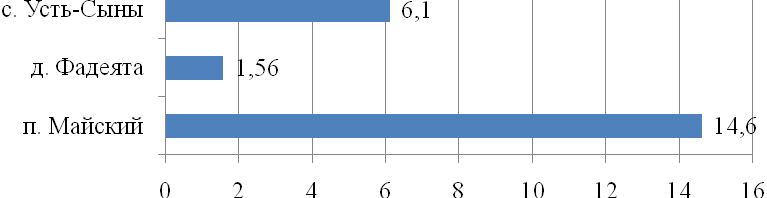 с. Усть-Сыны 6,1
д. Фадеята 1,56
п. Майский 14,6
0 2 4 6 8 10 12 14 16